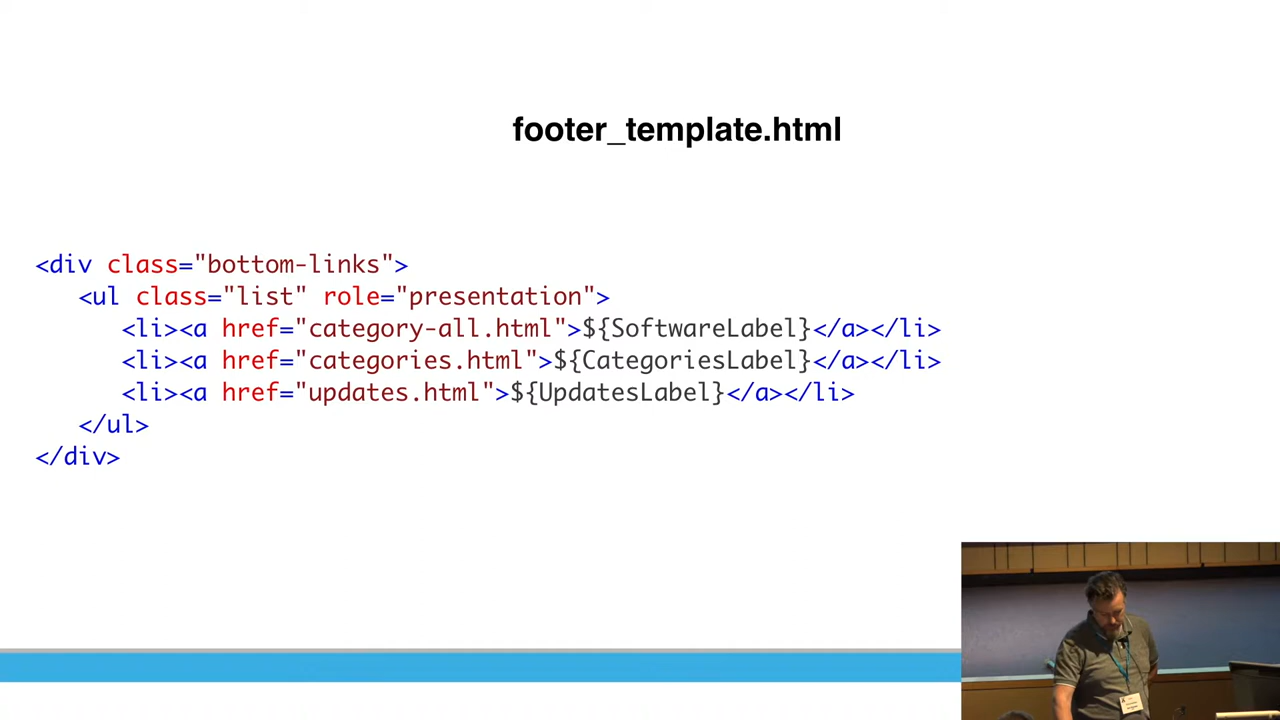 footer_template.html
<div class="bottom-links">
<ul class="list" role="presentation">
<li><a href="category-all.html">${SoftwareLabel}</a></li>
<li><a href="categories.html">${CategoriesLabel}</a></li>
<li><a href="updates.html">${UpdatesLabel}</a></li>
</ul>
</div>